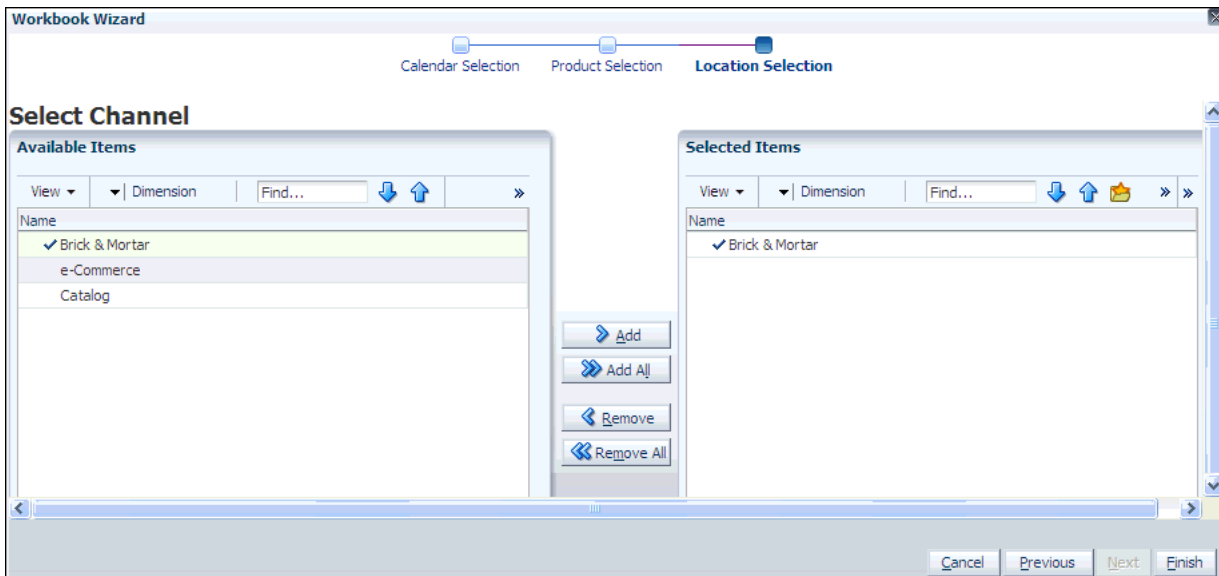 Workbook Wizard
Calendar Selection Product Selection Location Selection
Select Channel
Available Items
View Dimension Find...
Name
Brick & Mortar
e-Commerce
Catalog
Add
Add All
Remove
Remove All
Selected Items
View Dimension Find...
Name
Brick & Mortar
Cancel Previous Next Finish